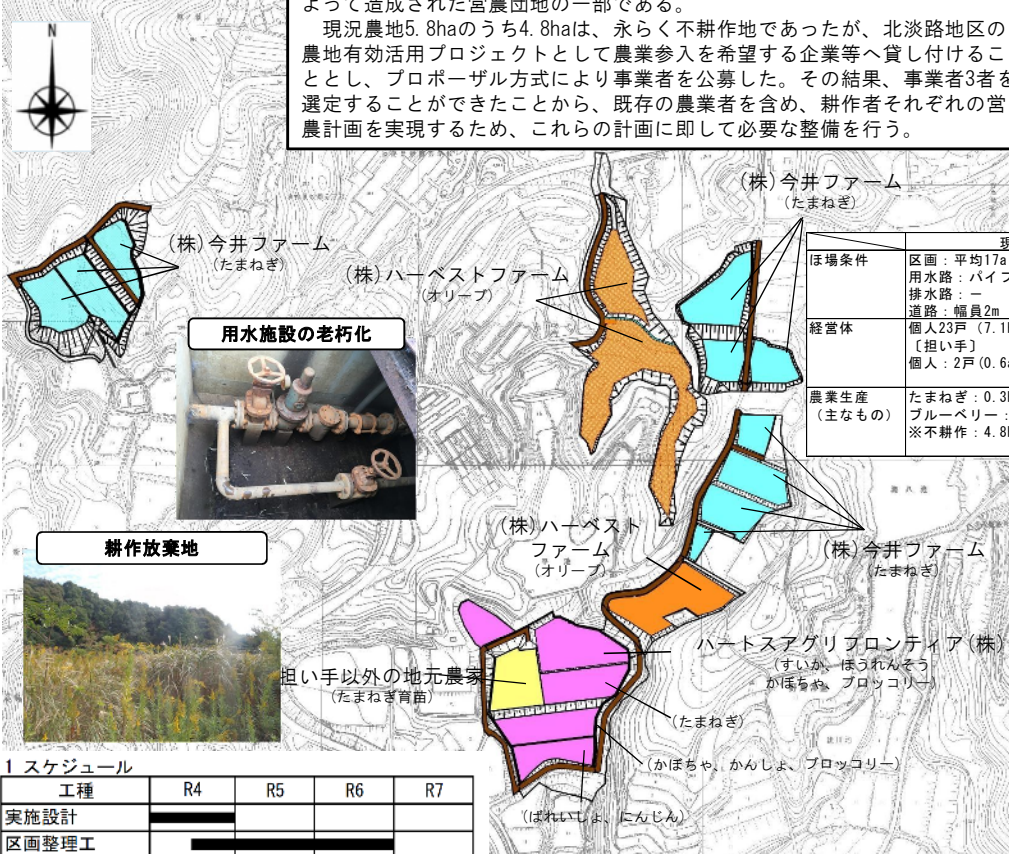 よって造成された営農団地の一部である。
現況農地5.8haのうち4.8haは、永らく不耕作地であったが、北淡路地区の
農地有効活用プロジェクトとして農業参入を希望する企業等へ貸し付けるこ
ととし、プロポーザル方式により事業者を公募した。その結果、事業者3者を
選定することができたことから、既存の農業者を含め、耕作者それぞれの営
農計画を実現するため、これらの計画に即して必要な整備を行う。
N
(株)今井ファーム
(たまねぎ)
(株)今井ファーム
(たまねぎ)
(株)ハーベストファーム
(オリーブ)
ほ場条件
区画：平均17a
用水路：パイプ
排水路：－
道路：幅員2m
経営体
個人23戸（7.1
〔担い手〕
個人：2戸(0.6
農業生産
（主なもの）
たまねぎ：0.3
ブルーベリー：
※不耕作：4.8
用水施設の老朽化
耕作放棄地
(株)ハーベスト
ファーム
(オリーブ)
(株)今井ファーム
(たまねぎ)
ハートスアグリフロンティア(株)
(すいか、ほうれんそう
かぼちゃ、ブロッコリー)
担い手以外の地元農家
(たまねぎ育苗)
(たまねぎ)
(かぼちゃ、かんしょ、ブロッコリー)
(ばれいしょ、にんじん)
1 スケジュール
工種 R4 R5 R6 R7
実施設計
区画整理工